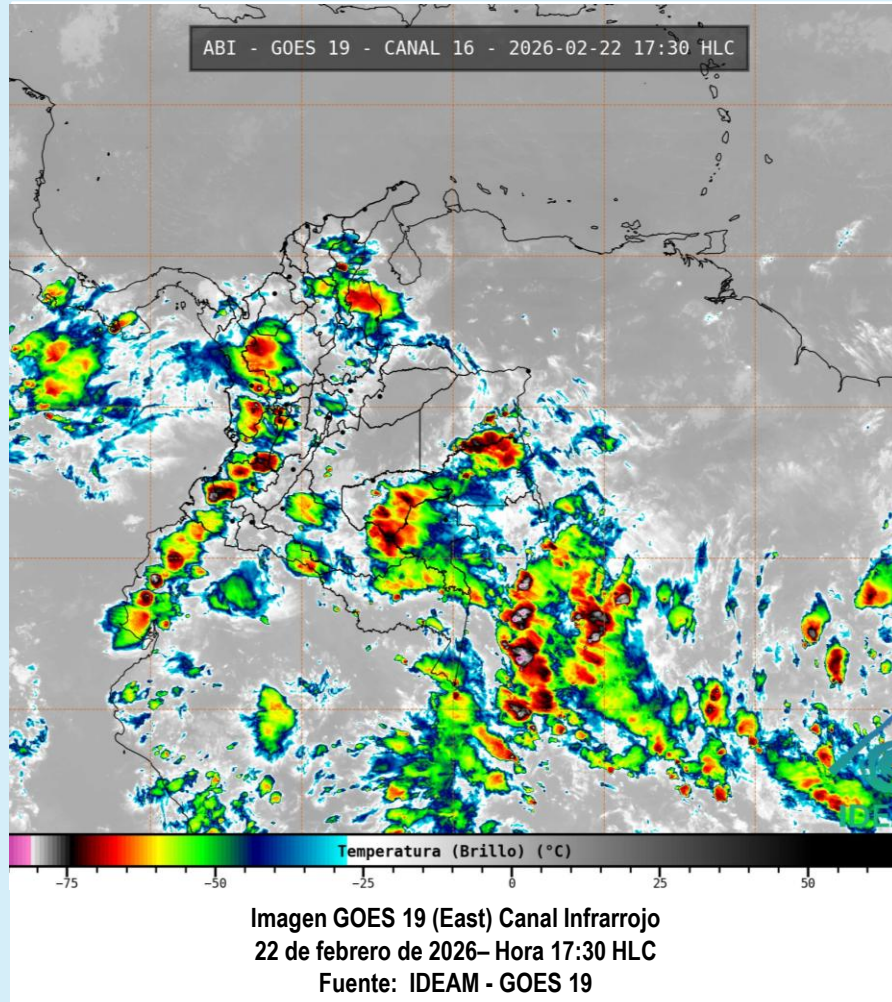 ABI - GOES 19 - CANAL 16 - 2026-02-22 17:30 HLC
IDE
Temperatura (Brillo) (°C)
−75 −50 −25 0 25 50
Imagen GOES 19 (East) Canal Infrarrojo
22 de febrero de 2026– Hora 17:30 HLC
Fuente: IDEAM - GOES 19